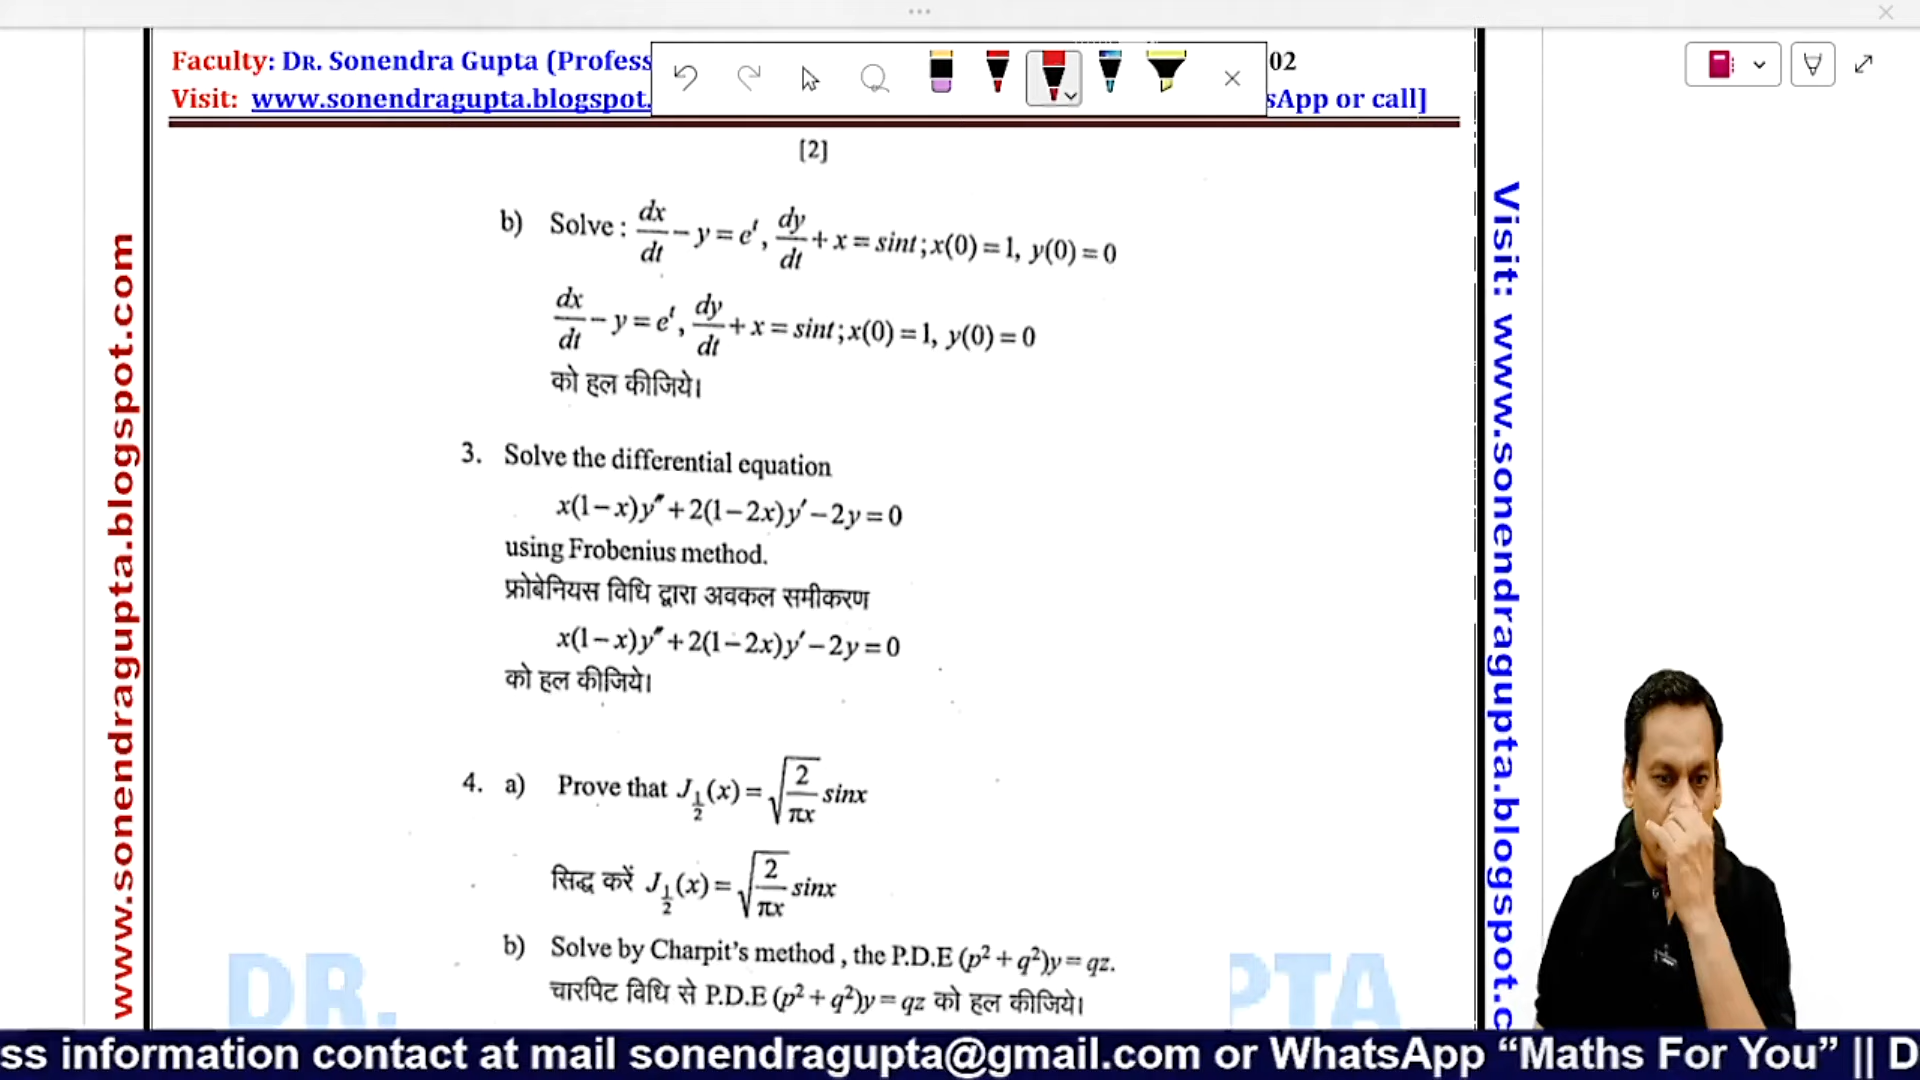 Faculty: DR. Sonendra Gupta (Profess
02
Visit: www.sonendragupta.blogspot.
sApp or call]
[2]
b) Solve : dx/dt − y = e^t, dy/dt + x = sint; x(0) = 1, y(0) = 0
dx/dt − y = e^t, dy/dt + x = sint; x(0) = 1, y(0) = 0
को हल कीजिये।
3. Solve the differential equation
x(1−x)y″ + 2(1−2x)y′ − 2y = 0
using Frobenius method.
फ्रोबेनियस विधि द्वारा अवकल समीकरण
x(1−x)y″ + 2(1−2x)y′ − 2y = 0
को हल कीजिये।
4. a) Prove that J_{1/2}(x) = √(2/πx) sinx
सिद्ध करें J_{1/2}(x) = √(2/πx) sinx
b) Solve by Charpit's method , the P.D.E (p² + q²)y = qz.
चारपिट विधि से P.D.E (p² + q²)y = qz को हल कीजिये।
DR.
PTA
www.sonendragupta.blogspot.com
Visit: www.sonendragupta.blogspot.c
ss information contact at mail sonendragupta@gmail.com or WhatsApp “Maths For You” || D